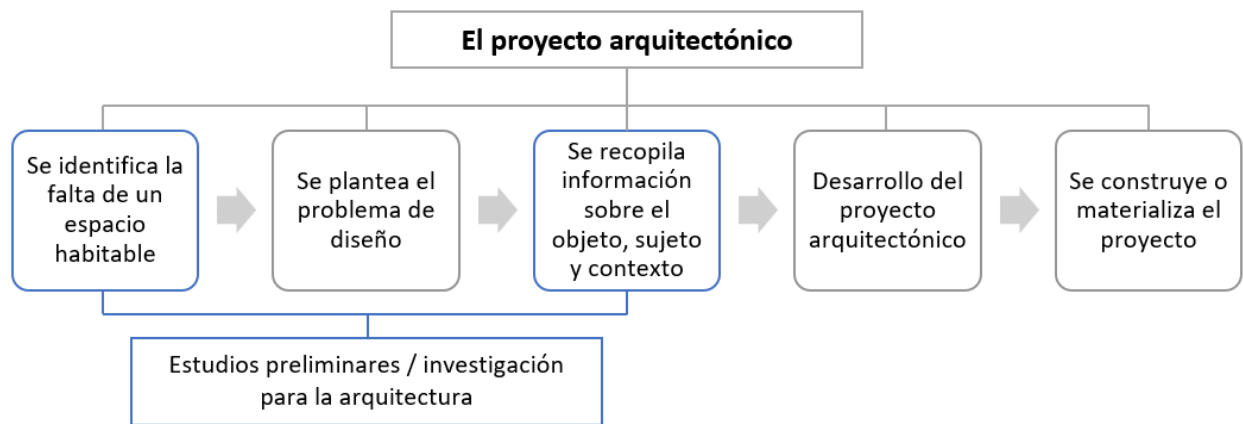 El proyecto arquitectónico
Se identifica la
falta de un
espacio
habitable
Se plantea el
problema de
diseño
Se recopila
información
sobre el
objeto, sujeto
y contexto
Desarrollo del
proyecto
arquitectónico
Se construye o
materializa el
proyecto
Estudios preliminares / investigación
para la arquitectura